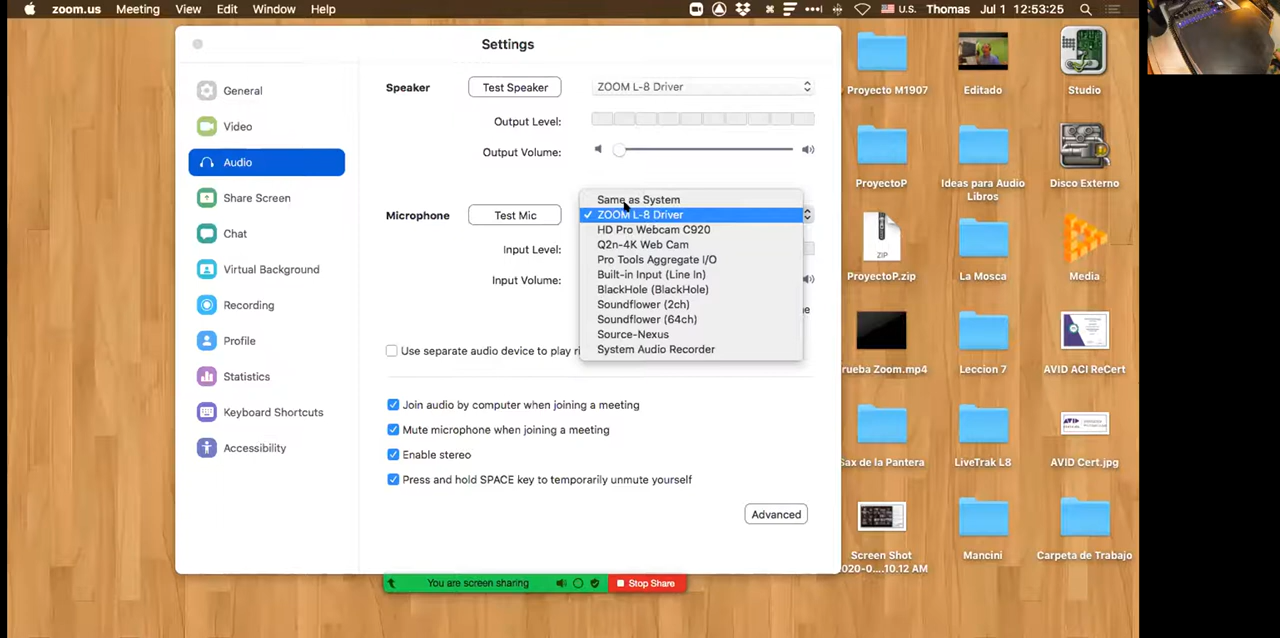 zoom.us Meeting View Edit Window Help U.S. Thomas Jul 1 12:53:25
Settings
General
Video
Audio
Share Screen
Chat
Virtual Background
Recording
Profile
Statistics
Keyboard Shortcuts
Accessibility
Speaker Test Speaker ZOOM L-8 Driver
Output Level:
Output Volume:
Microphone Test Mic
Input Level:
Input Volume:
Same as System
ZOOM L-8 Driver
HD Pro Webcam C920
Q2n-4K Web Cam
Pro Tools Aggregate I/O
Built-in Input (Line In)
BlackHole (BlackHole)
Soundflower (2ch)
Soundflower (64ch)
Source-Nexus
System Audio Recorder
Use separate audio device to play ri
Join audio by computer when joining a meeting
Mute microphone when joining a meeting
Enable stereo
Press and hold SPACE key to temporarily unmute yourself
Advanced
You are screen sharing Stop Share
Proyecto M1907 Editado Studio
ProyectoP Ideas para Audio Libros Disco Externo
ZIP
ProyectoP.zip La Mosca Media
rueba Zoom.mp4 Leccion 7 AVID ACI ReCert
Sax de la Pantera LiveTrak L8 AVID Cert.jpg
Screen Shot
020-0....10.12 AM Mancini Carpeta de Trabajo